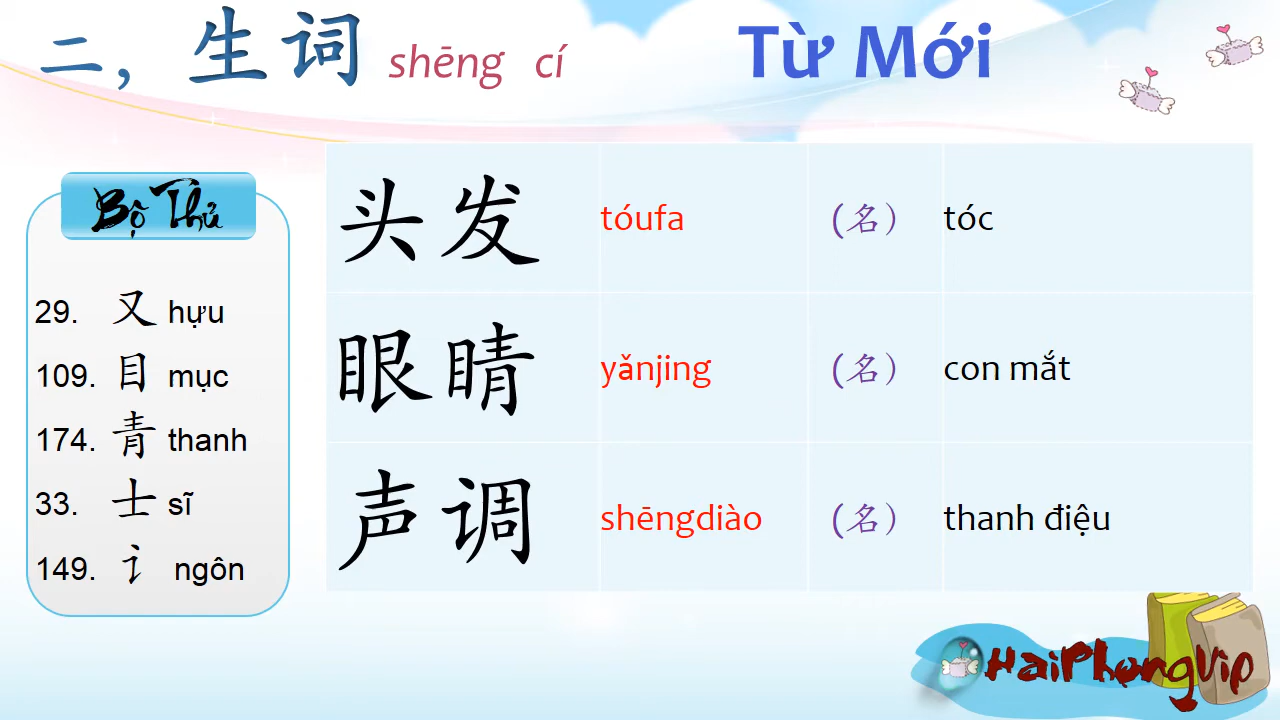 二，生词 shēng cí Từ Mới
Bộ Thủ
29. 又 hựu
109. 目 mục
174. 青 thanh
33. 士 sĩ
149. 讠 ngôn
头发 tóufa (名） tóc
眼睛 yǎnjing (名） con mắt
声调 shēngdiào (名） thanh điệu
HaiPhongVip